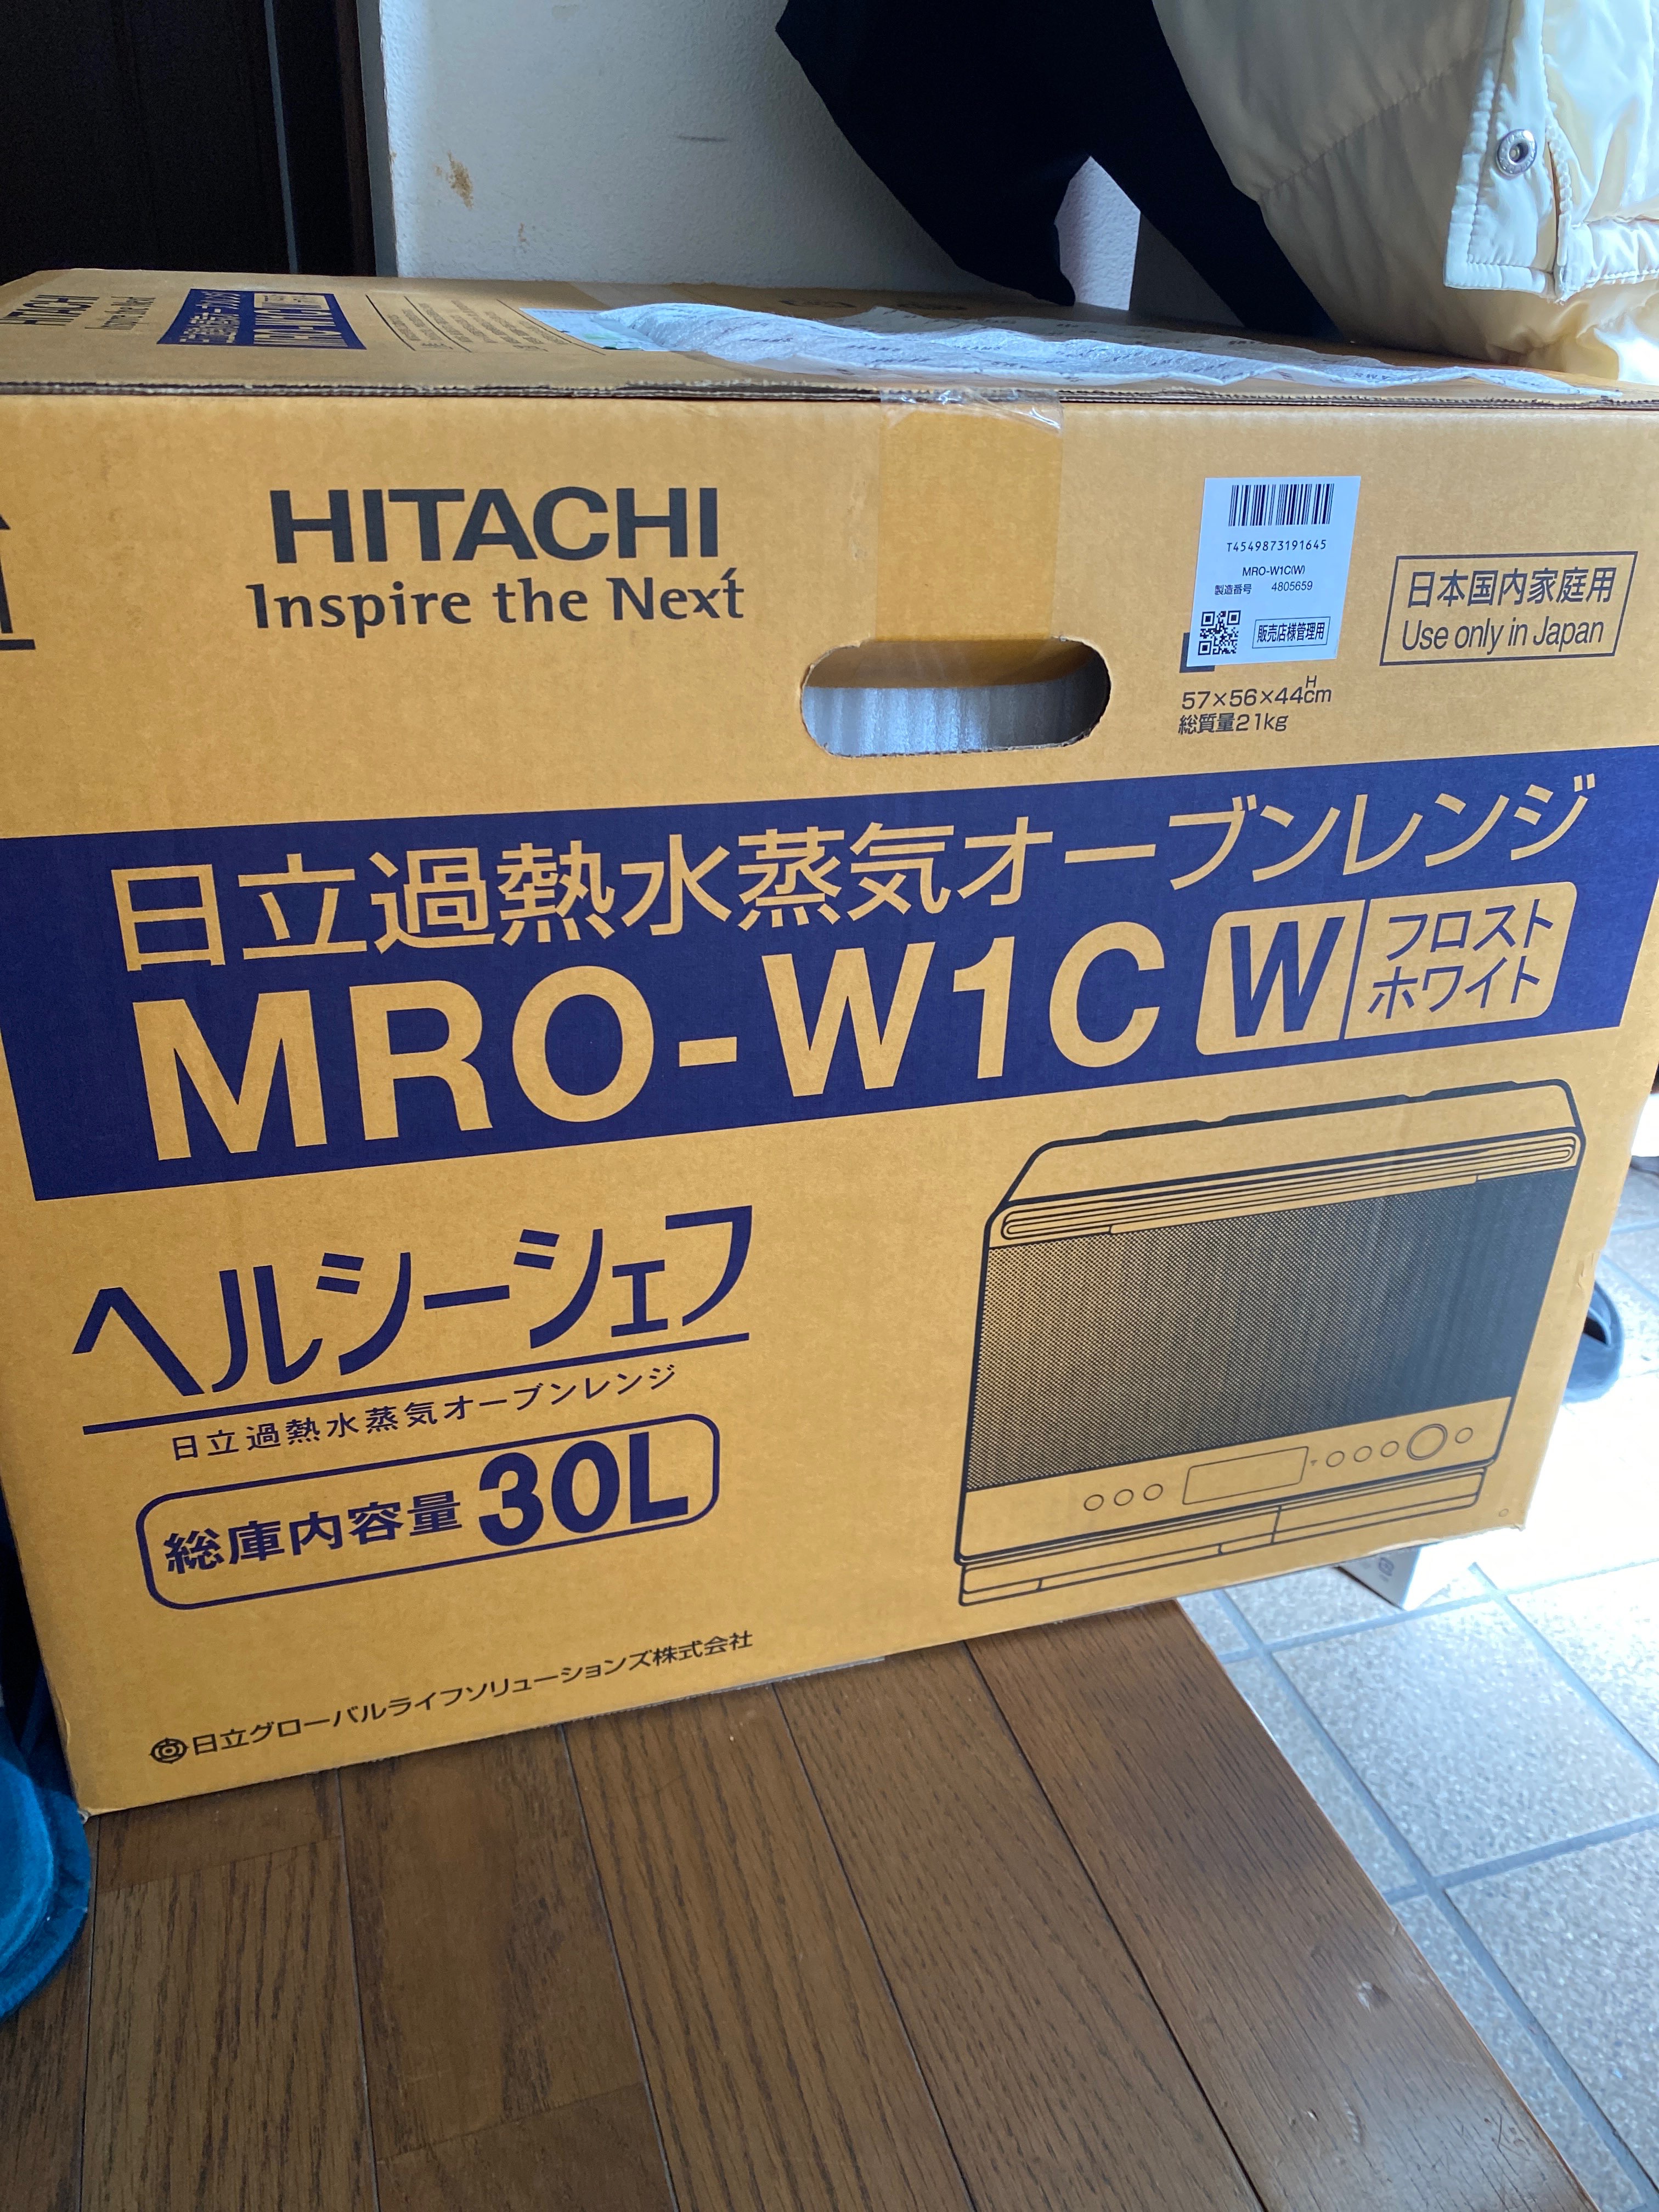 HITACHI
MRO-W1C
HITACHI
Inspire the Next
T4549873191645
MRO-W1C(W)
製造番号 4805659
販売店様管理用
日本国内家庭用
Use only in Japan
57×56×44cm
H
総質量21kg
日立過熱水蒸気オーブンレンジ
MRO-W1C W フロスト
ホワイト
ヘルシーシェフ
日立過熱水蒸気オーブンレンジ
総庫内容量 30L
日立グローバルライフソリューションズ株式会社